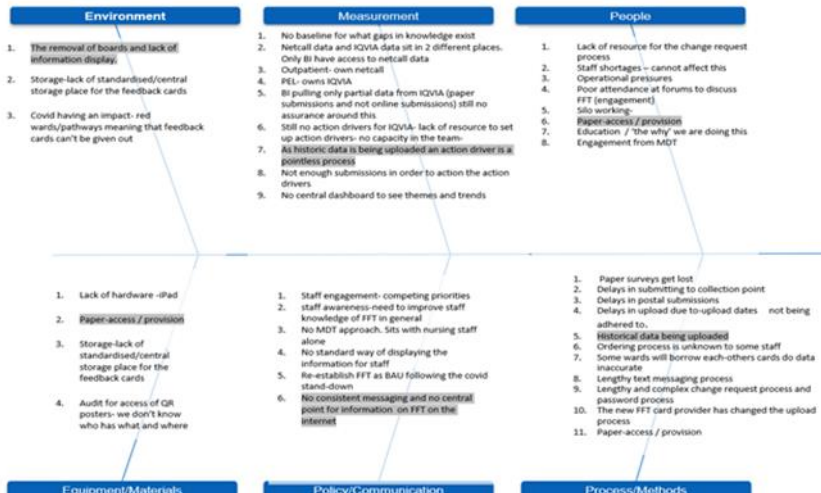 Environment
1. The removal of boards and lack of
information display.
2. Storage-lack of standardised/central
storage place for the feedback cards
3. Covid having an impact- red
wards/pathways meaning that feedback
cards can't be given out
Measurement
1. No baseline for what gaps in knowledge exist
2. Netcall data and IQVIA data sit in 2 different places.
Only BI have access to netcall data
3. Outpatient- own netcall
4. PEL- owns IQVIA
5. BI pulling only partial data from IQVIA (paper
submissions and not online submissions) still no
assurance around this
6. Still no action drivers for IQVIA- lack of resource to set
up action drivers- no capacity in the team-
7. As historic data is being uploaded an action driver is a
pointless process
8. Not enough submissions in order to action the action
drivers
9. No central dashboard to see themes and trends
People
1. Lack of resource for the change request
process
2. Staff shortages – cannot affect this
3. Operational pressures
4. Poor attendance at forums to discuss
FFT (engagement)
5. Silo working-
6. Paper-access / provision
7. Education / 'the why' we are doing this
8. Engagement from MDT
1. Lack of hardware -iPad
2. Paper-access / provision
3. Storage-lack of
standardised/central
storage place for the
feedback cards
4. Audit for access of QR
posters- we don't know
who has what and where
Equipment/Materials
1. Staff engagement- competing priorities
2. staff awareness-need to improve staff
knowledge of FFT in general
3. No MDT approach. Sits with nursing staff
alone
4. No standard way of displaying the
information for staff
5. Re-establish FFT as BAU following the covid
stand-down
6. No consistent messaging and no central
point for information on FFT on the
internet
Policy/Communication
1. Paper surveys get lost
2. Delays in submitting to collection point
3. Delays in postal submissions
4. Delays in upload due to-upload dates not being
adhered to.
5. Historical data being uploaded
6. Ordering process is unknown to some staff
7. Some wards will borrow each-others cards do data
inaccurate
8. Lengthy text messaging process
9. Lengthy and complex change request process and
password process
10. The new FFT card provider has changed the upload
process
11. Paper-access / provision
Process/Methods